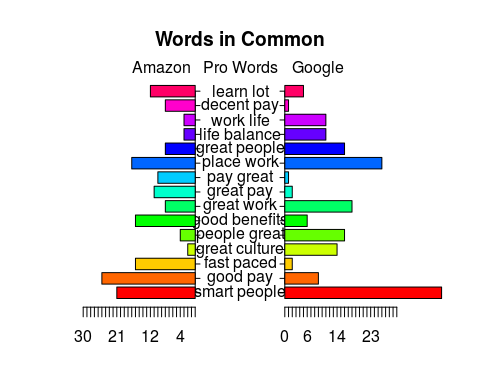 Words in Common
Amazon Pro Words Google
learn lot
decent pay
work life
life balance
great people
place work
pay great
great pay
great work
good benefits
people great
great culture
fast paced
good pay
smart people
30 21 12 4 0 6 14 23